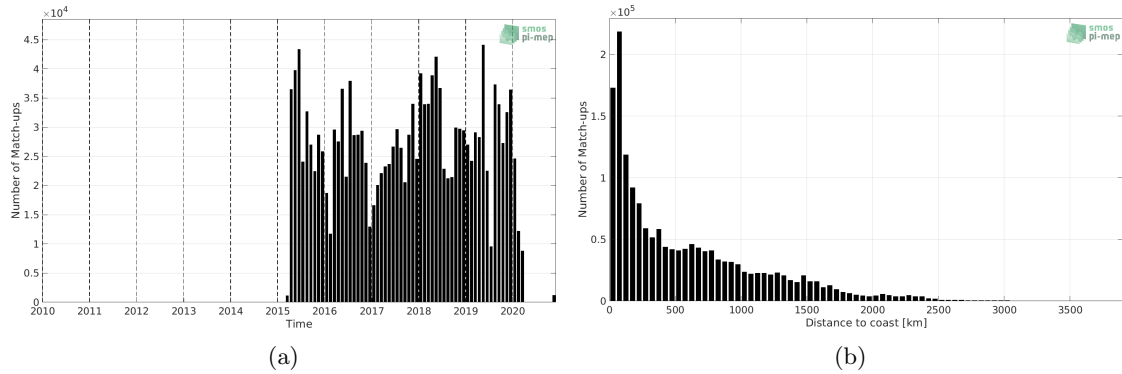 ×10⁴
smos
pi-mep
4.5
4
3.5
3
2.5
2
1.5
1
0.5
0
Number of Match-ups
2010 2011 2012 2013 2014 2015 2016 2017 2018 2019 2020
Time
(a)
×10⁵
smos
pi-mep
2
1.5
1
0.5
0
Number of Match-ups
0 500 1000 1500 2000 2500 3000 3500
Distance to coast [km]
(b)